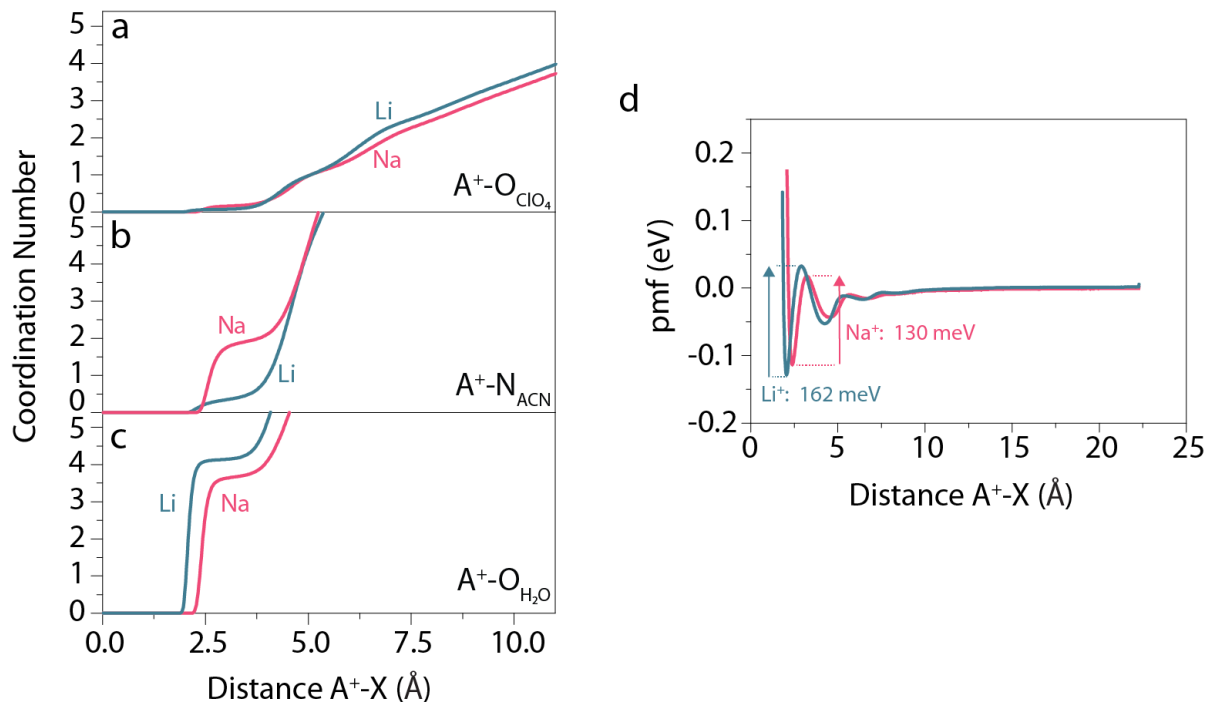 a
5
4
3
2
1
0
Li
Na
A⁺-O_ClO₄
b
5
4
3
2
1
0
Na
Li
A⁺-N_ACN
c
5
4
3
2
1
0
Li
Na
A⁺-O_H₂O
0.0 2.5 5.0 7.5 10.0
Distance A⁺-X (Å)
Coordination Number
d
0.2
0.1
0.0
-0.1
-0.2
pmf (eV)
Na⁺: 130 meV
Li⁺: 162 meV
0 5 10 15 20 25
Distance A⁺-X (Å)